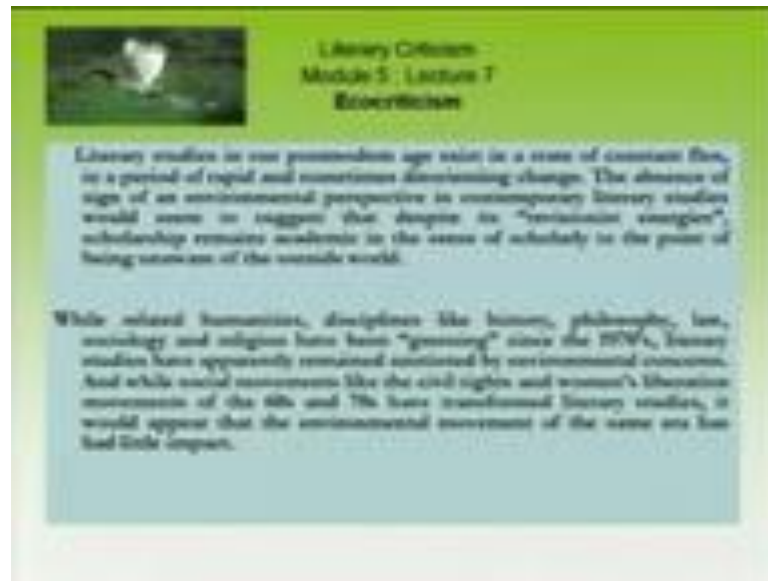 Literary Criticism
Module 5 : Lecture 7
Ecocriticism
Literary studies in our postmodern age exist in a state of constant flux,
in a period of rapid and sometimes disorienting change. The absence of
sign of an environmental perspective in contemporary literary studies
would seem to suggest that despite its "revisionist energies",
scholarship remains academic in the sense of scholarly to the point of
being unaware of the outside world.
While related humanities, disciplines like history, philosophy, law,
sociology and religion have been "greening" since the 1970's, literary
studies have apparently remained untinted by environmental concerns.
And while social movements like the civil rights and women's liberation
movements of the 60s and 70s have transformed literary studies, it
would appear that the environmental movement of the same era has
had little impact.